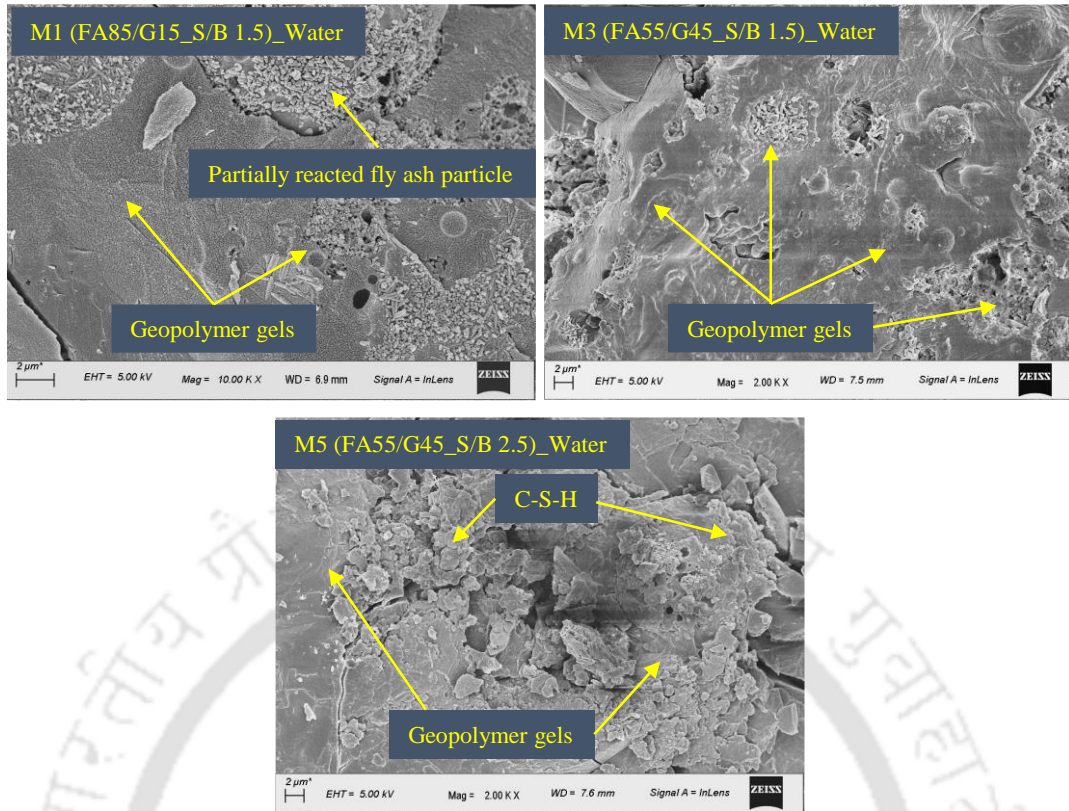 M1 (FA85/G15_S/B 1.5)_Water
Partially reacted fly ash particle
Geopolymer gels
2 µm*
EHT = 5.00 kV
Mag = 10.00 K X
WD = 6.9 mm
Signal A = InLens
ZEISS
M3 (FA55/G45_S/B 1.5)_Water
Geopolymer gels
2 µm*
EHT = 5.00 kV
Mag = 2.00 K X
WD = 7.5 mm
Signal A = InLens
ZEISS
M5 (FA55/G45_S/B 2.5)_Water
C-S-H
Geopolymer gels
2 µm*
EHT = 5.00 kV
Mag = 2.00 K X
WD = 7.6 mm
Signal A = InLens
ZEISS